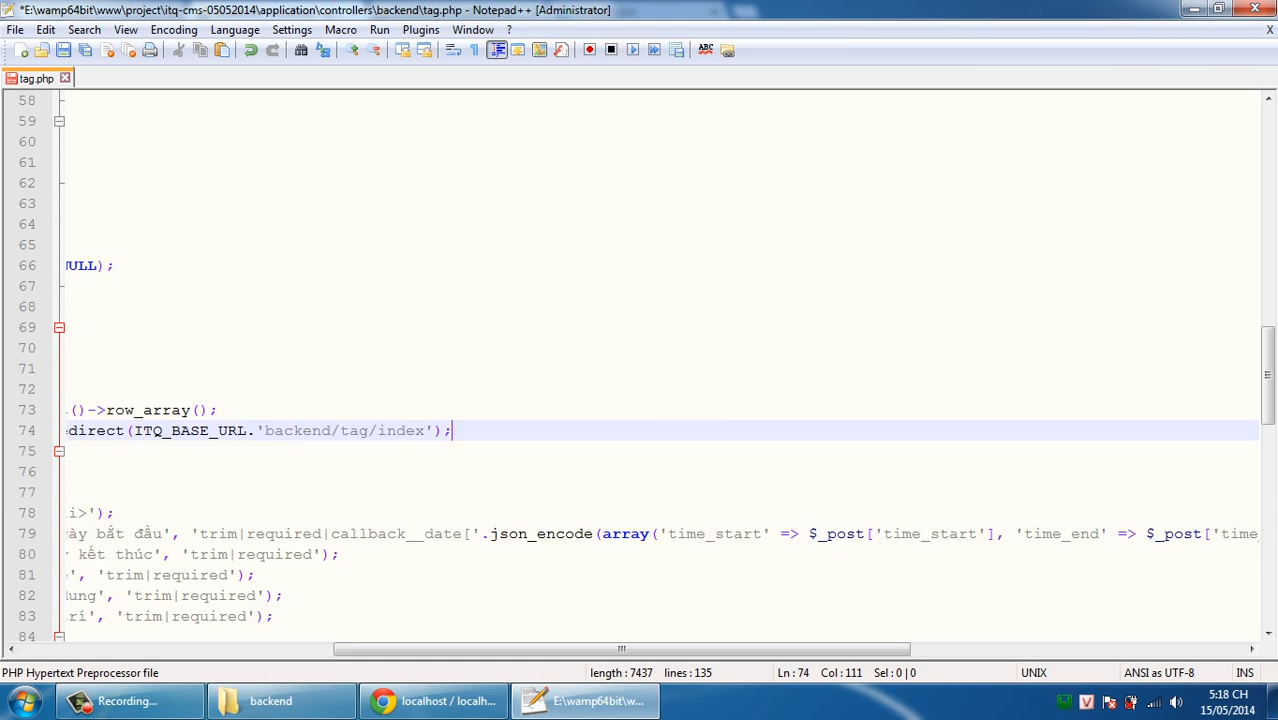 *E:\wamp64bit\www\project\itq-cms-05052014\application\controllers\backend\tag.php - Notepad++ [Administrator]
File Edit Search View Encoding Language Settings Macro Run Plugins Window ? X
tag.php
58
59
60
61
62
63
64
65
66 NULL);
67
68
69
70
71
72
73 ()->row_array();
74 direct(ITQ_BASE_URL.'backend/tag/index');
75
76
77
78 i>');
79 ày bắt đầu', 'trim|required|callback__date['.json_encode(array('time_start' => $_post['time_start'], 'time_end' => $_post['time_
80 kết thúc', 'trim|required');
81 ', 'trim|required');
82 dung', 'trim|required');
83 rí', 'trim|required');
84
PHP Hypertext Preprocessor file length : 7437 lines : 135 Ln : 74 Col : 111 Sel : 0 | 0 UNIX ANSI as UTF-8 INS
Recording... backend localhost / localh... E:\wamp64bit\w... 5:18 CH
15/05/2014